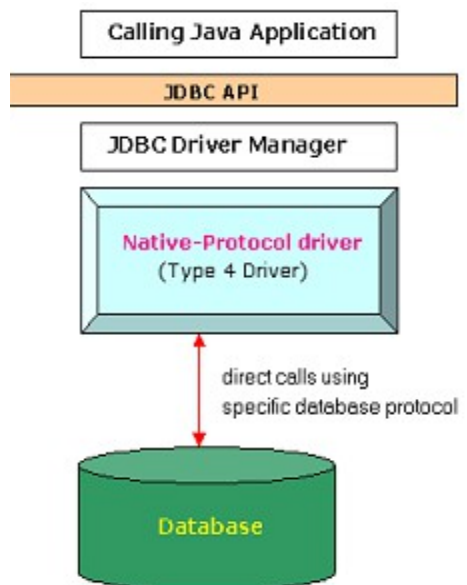 Calling Java Application
JDBC API
JDBC Driver Manager
Native-Protocol driver
(Type 4 Driver)
direct calls using
specific database protocol
Database